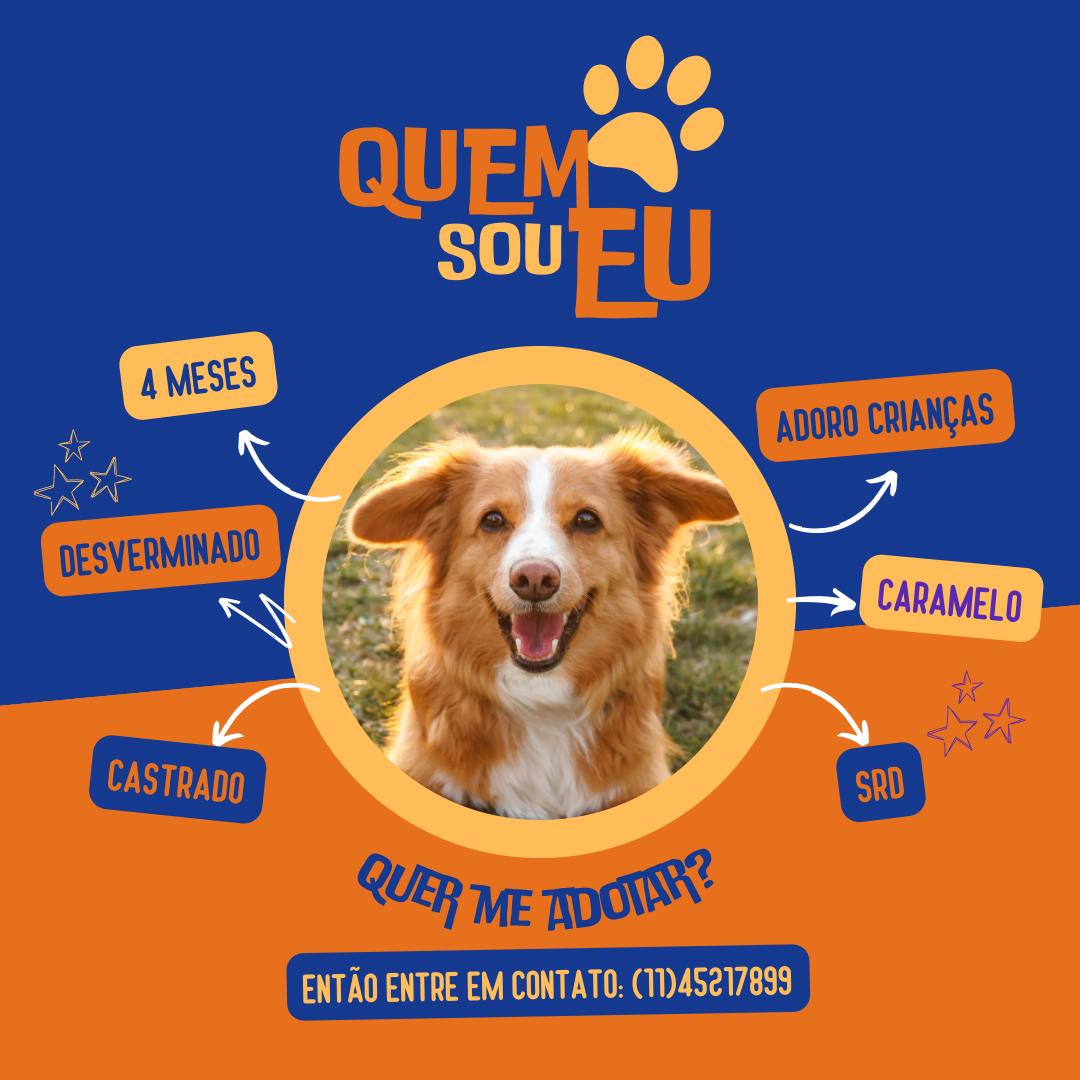 QUEM
SOU EU
4 MESES
ADORO CRIANÇAS
DESVERMINADO
CARAMELO
CASTRADO
SRD
QUER ME ADOTAR?
ENTÃO ENTRE EM CONTATO: (11)45217899